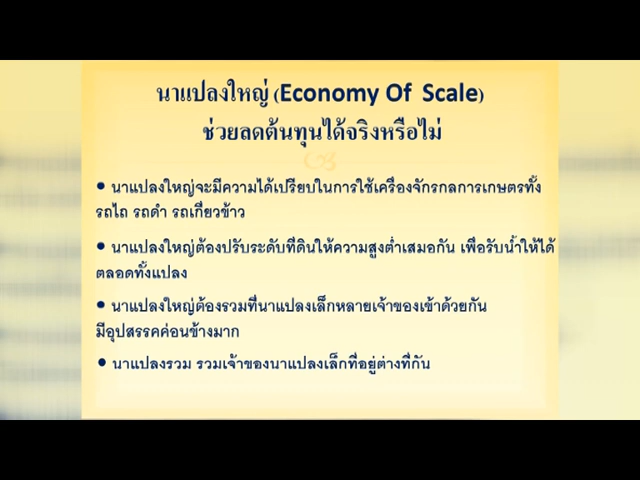 นาแปลงใหญ่ (Economy Of Scale)
ช่วยลดต้นทุนได้จริงหรือไม่
• นาแปลงใหญ่จะมีความได้เปรียบในการใช้เครื่องจักรกลการเกษตรทั้ง
รถไถ รถดำ รถเกี่ยวข้าว
• นาแปลงใหญ่ต้องปรับระดับที่ดินให้ความสูงต่ำเสมอกัน เพื่อรับน้ำให้ได้
ตลอดทั้งแปลง
• นาแปลงใหญ่ต้องรวมที่นาแปลงเล็กหลายเจ้าของเข้าด้วยกัน
มีอุปสรรคค่อนข้างมาก
• นาแปลงรวม รวมเจ้าของนาแปลงเล็กที่อยู่ต่างที่กัน